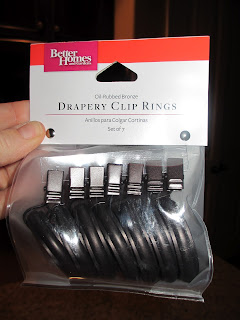 Better
Homes
and Gardens
Oil-Rubbed Bronze
DRAPERY CLIP RINGS
Anillos para Colgar Cortinas
Set of 7